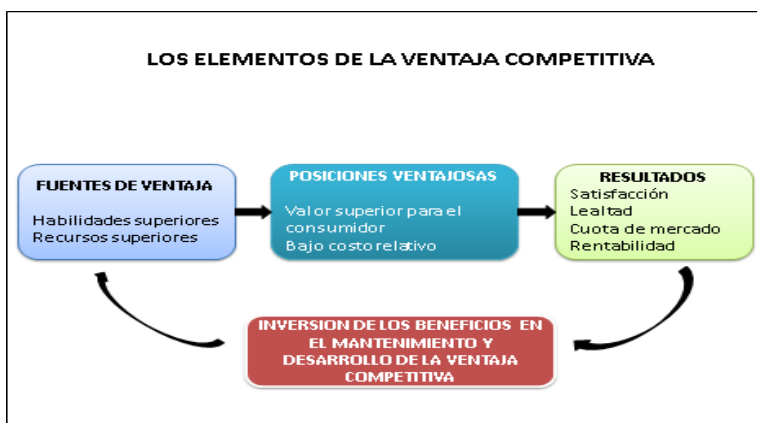 LOS ELEMENTOS DE LA VENTAJA COMPETITIVA
FUENTES DE VENTAJA
Habilidades superiores
Recursos superiores
POSICIONES VENTAJOSAS
Valor superior para el
consumidor
Bajo costo relativo
RESULTADOS
Satisfacción
Lealtad
Cuota de mercado
Rentabilidad
INVERSION DE LOS BENEFICIOS EN
EL MANTENIMIENTO Y
DESARROLLO DE LA VENTAJA
COMPETITIVA